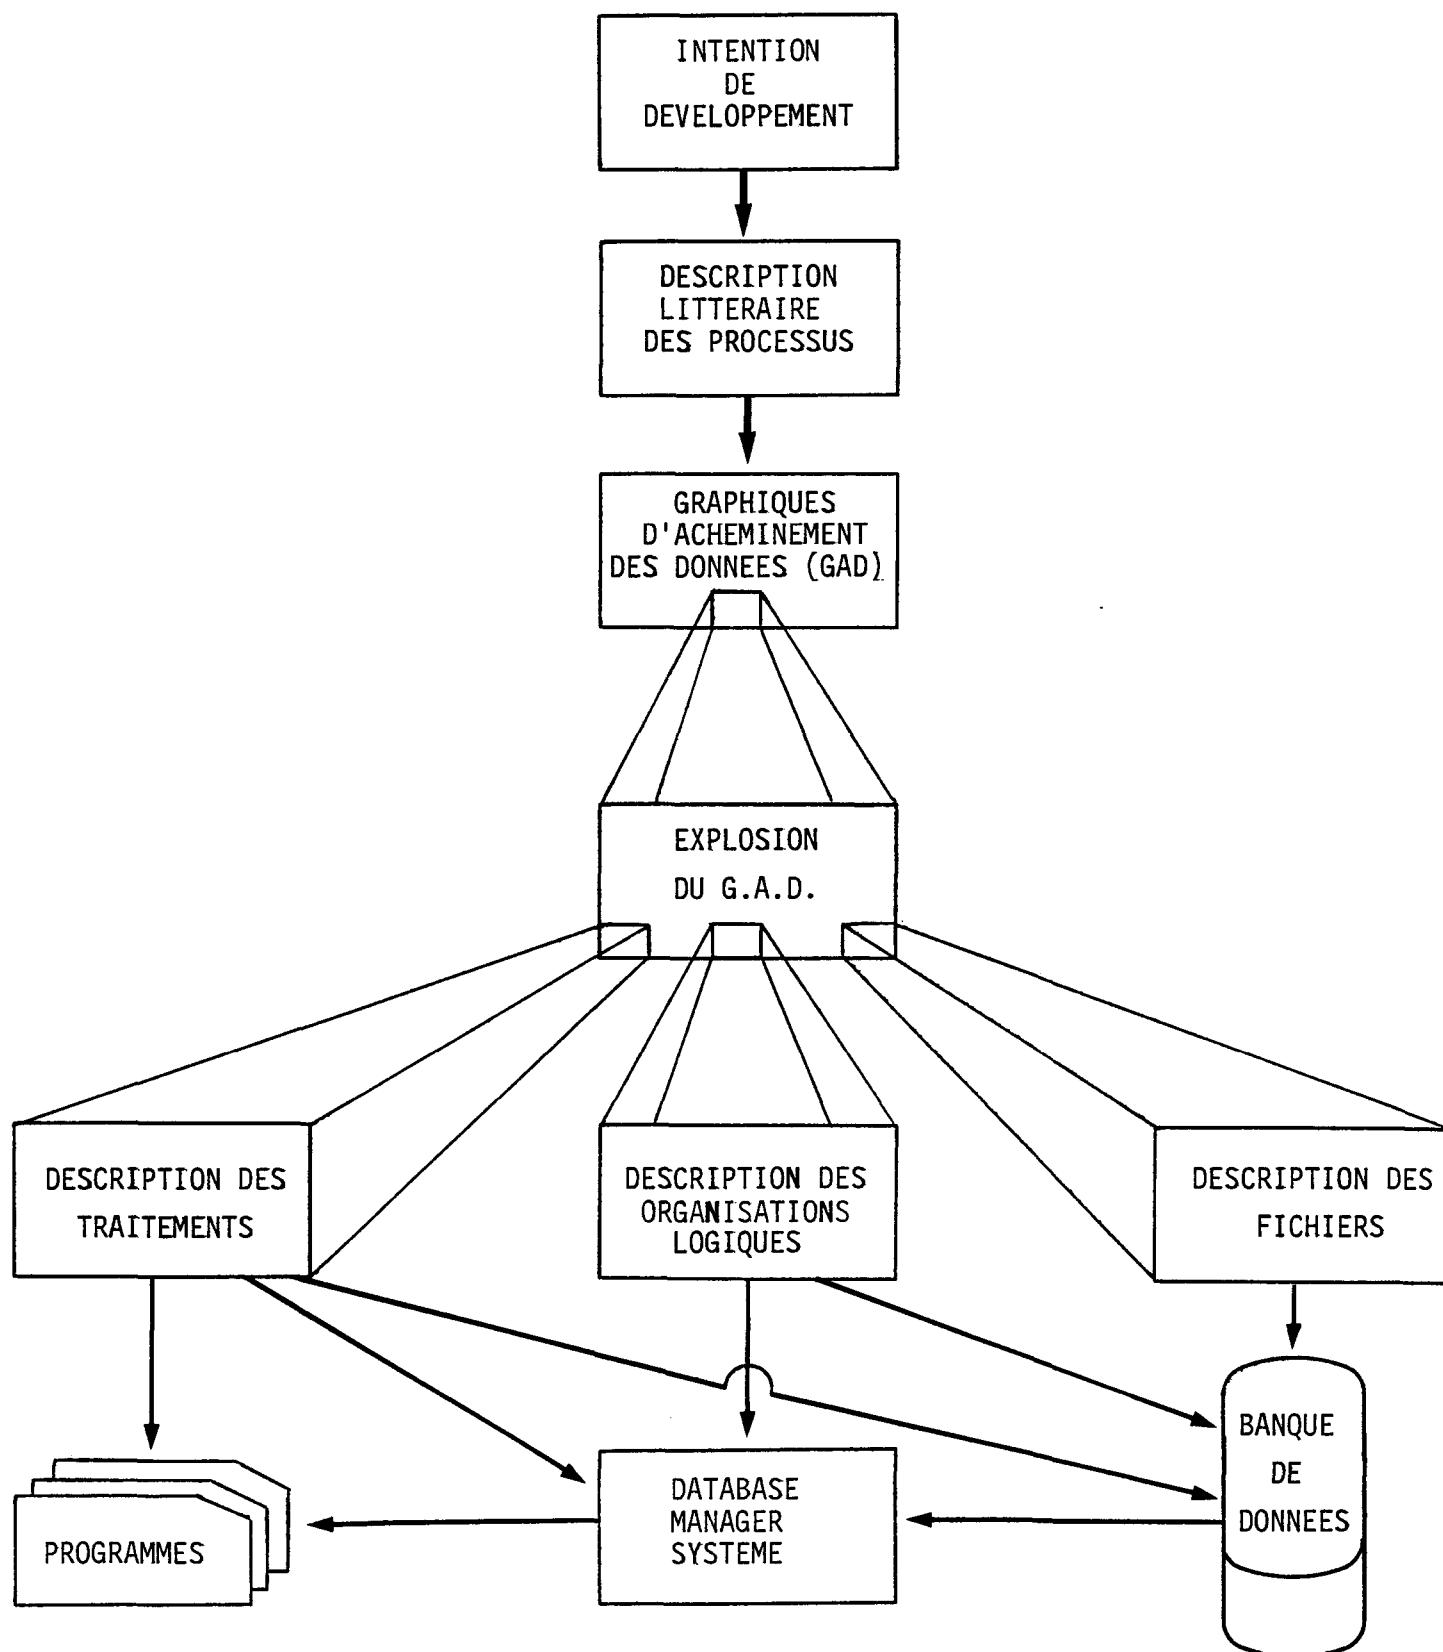 INTENTION
DE
DEVELOPPEMENT
DESCRIPTION
LITTERAIRE
DES PROCESSUS
GRAPHIQUES
D'ACHEMINEMENT
DES DONNEES (GAD)
EXPLOSION
DU G.A.D.
DESCRIPTION DES
TRAITEMENTS
DESCRIPTION DES
ORGANISATIONS
LOGIQUES
DESCRIPTION DES
FICHIERS
PROGRAMMES
DATABASE
MANAGER
SYSTEME
BANQUE
DE
DONNEES